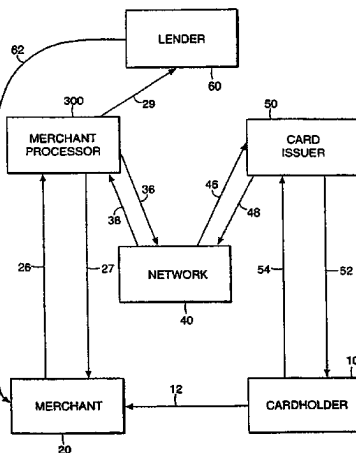 62
LENDER
300
29
60
50
MERCHANT
PROCESSOR
CARD
ISSUER
36
46
38
48
26
27
NETWORK
54
52
40
10
MERCHANT
12
CARDHOLDER
20